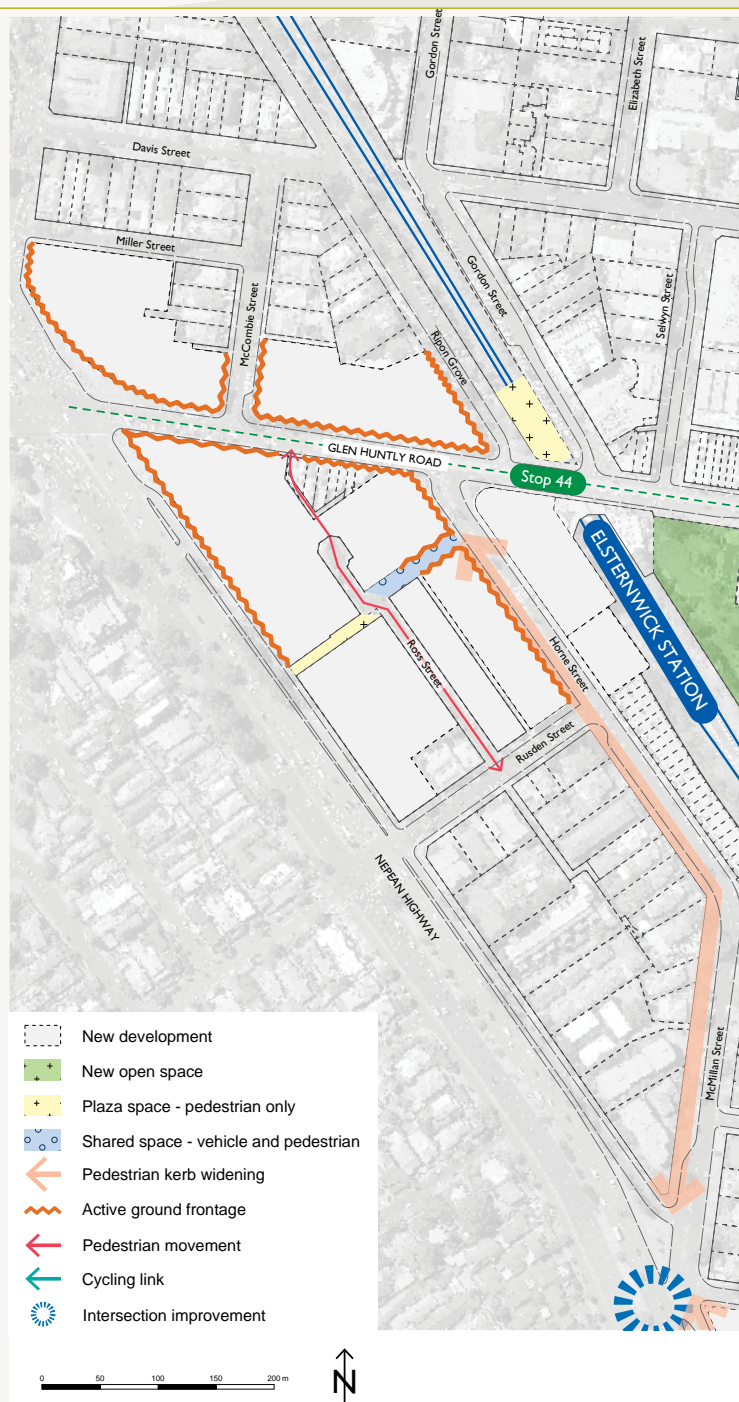 Gordon Street
Elizabeth Street
Davis Street
Miller Street
Gordon Street
Selwyn Street
McCombie Street
Ripon Grove
GLEN HUNTLY ROAD
Stop 44
ELSTERNWICK STATION
Horne Street
Ross Street
Rusden Street
NEPEAN HIGHWAY
McMillan Street
New development
New open space
Plaza space - pedestrian only
Shared space - vehicle and pedestrian
Pedestrian kerb widening
Active ground frontage
Pedestrian movement
Cycling link
Intersection improvement
0 50 100 150 200 m
N